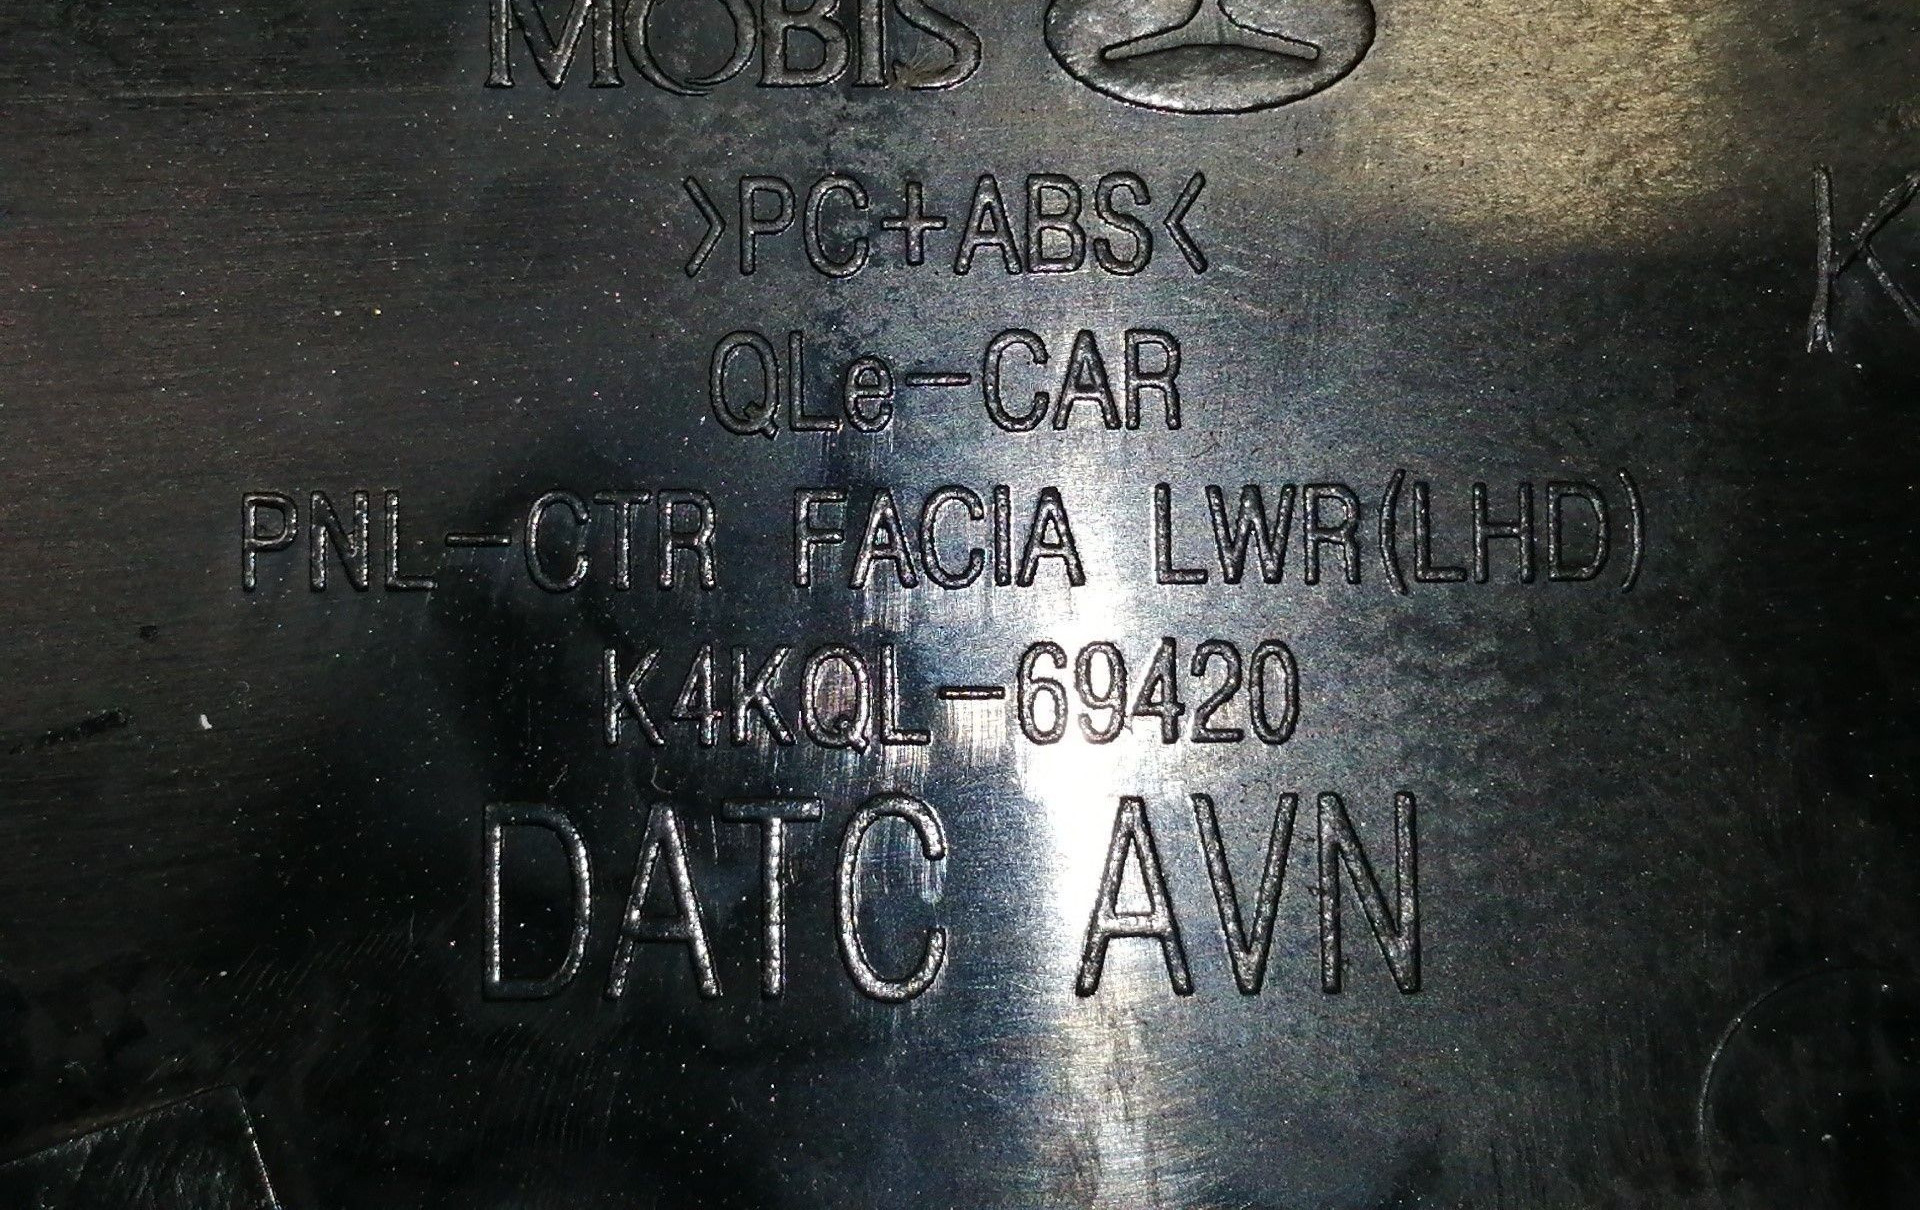 MOBIS
>PC+ABS<
QLe-CAR
K
PNL-CTR FACIA LWR(LHD)
K4KQL-69420
DATC AVN